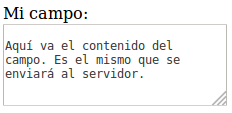 Mi campo:
Aquí va el contenido del
campo. Es el mismo que se
enviará al servidor.